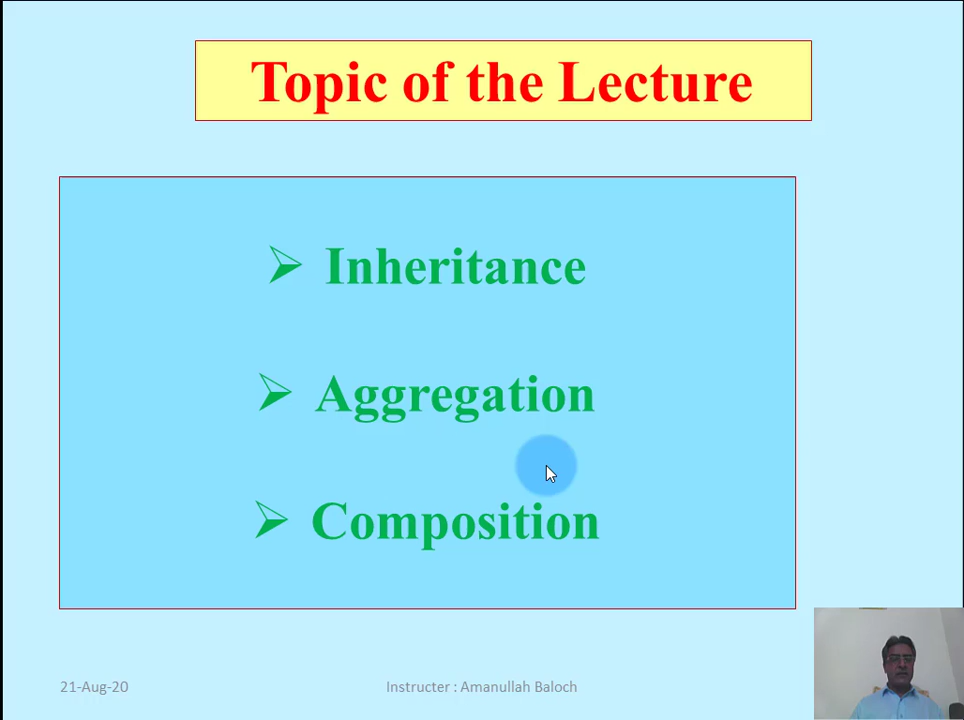 Topic of the Lecture
➢ Inheritance
➢ Aggregation
➢ Composition
21-Aug-20 Instructer : Amanullah Baloch